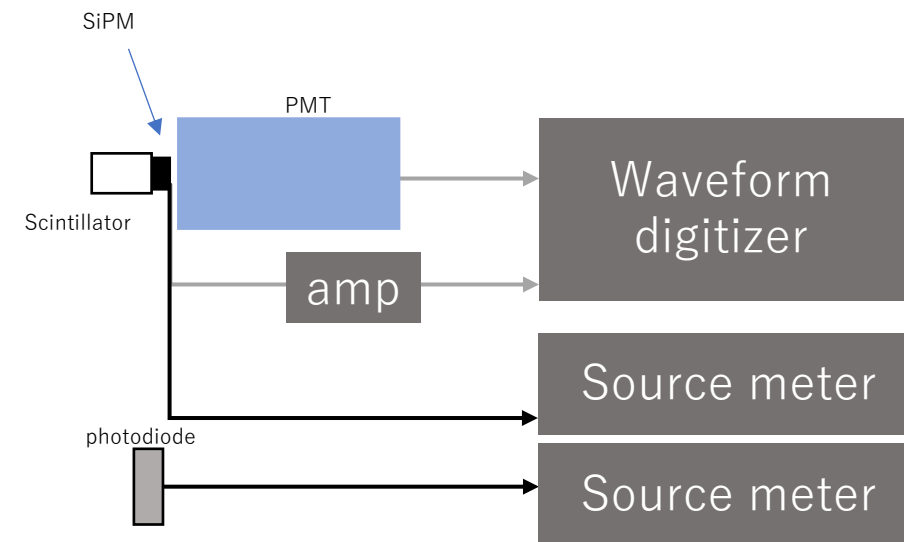 SiPM
PMT
Scintillator
Waveform
digitizer
amp
Source meter
photodiode
Source meter